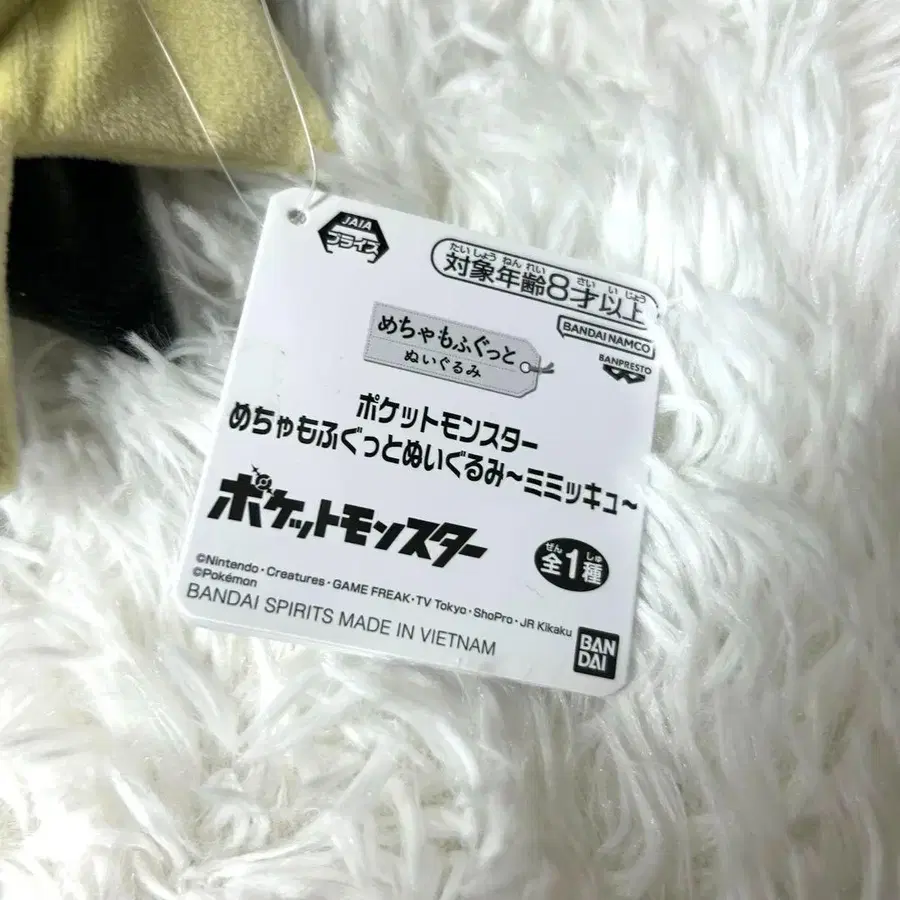 JAIA
プライズ
たいしょうねんれい さい いじょう
対象年齢8才以上
BANDAI NAMCO
BANPRESTO
めちゃもふぐっと
ぬいぐるみ
ポケットモンスター
めちゃもふぐっとぬいぐるみ~ミミッキュ~
ポケットモンスター
ぜん しゅ
全1種
©Nintendo・Creatures・GAME FREAK・TV Tokyo・ShoPro・JR Kikaku
©Pokémon
BANDAI SPIRITS MADE IN VIETNAM
BAN
DAI